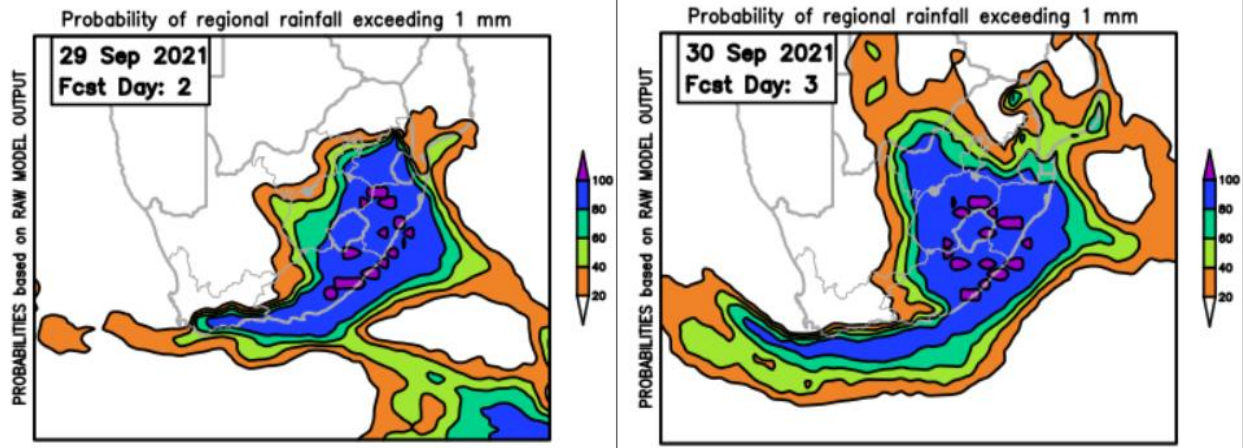 Probability of regional rainfall exceeding 1 mm
29 Sep 2021
Fcst Day: 2
PROBABILITIES based on RAW MODEL OUTPUT
100
80
60
40
20
Probability of regional rainfall exceeding 1 mm
30 Sep 2021
Fcst Day: 3
PROBABILITIES based on RAW MODEL OUTPUT
100
80
60
40
20